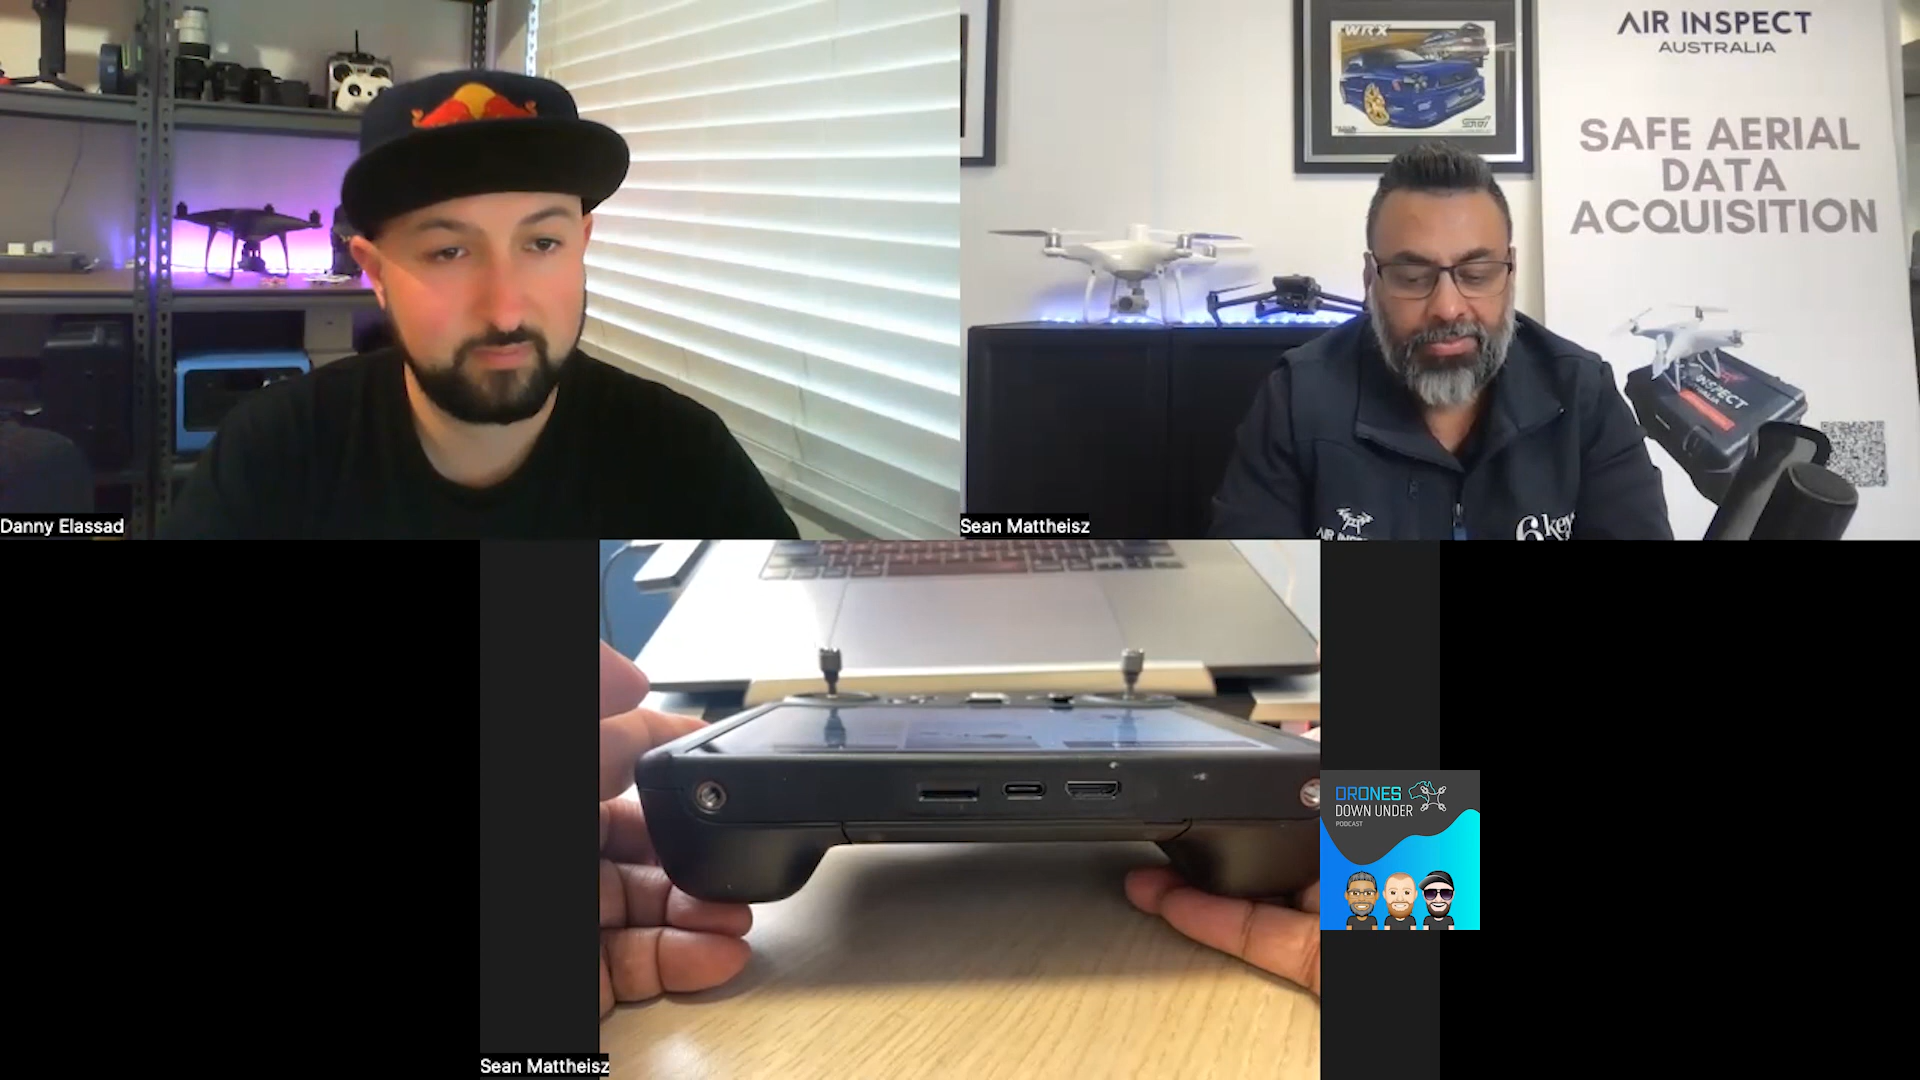 WRX
AIR INSPECT
AUSTRALIA
SAFE AERIAL
DATA
ACQUISITION
Danny Elassad
Sean Mattheisz
DRONES
DOWN UNDER
PODCAST
Sean Mattheisz